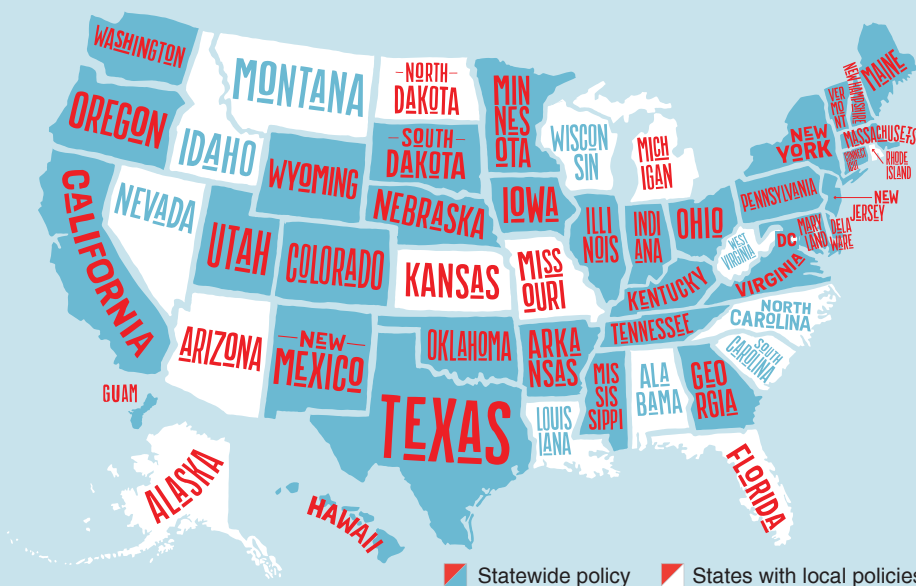 WASHINGTON
OREGON
CALIFORNIA
IDAHO
NEVADA
MONTANA
WYOMING
UTAH
COLORADO
ARIZONA
NEW
MEXICO
NORTH
DAKOTA
SOUTH
DAKOTA
NEBRASKA
KANSAS
OKLAHOMA
TEXAS
MIN
NES
OTA
IOWA
MISS
OURI
ARKA
NSAS
LOUIS
IANA
WISCON
SIN
ILLI
NOIS
MICH
IGAN
INDI
ANA
OHIO
KENTUCKY
TENNESSEE
MIS
SIS
SIPPI
ALA
BAMA
GEO
RGIA
FLORIDA
SOUTH
CAROLINA
NORTH
CAROLINA
VIRGINIA
WEST
VIRGINIA
DC
MARY
LAND
DELA
WARE
PENNSYLVANIA
NEW
JERSEY
NEW
YORK
VER
MO
NT
NEW HAMPSHIRE
MAINE
MASSACHUSETS
RHODE
ISLAND
GUAM
ALASKA
HAWAII
Statewide policy
States with local policies